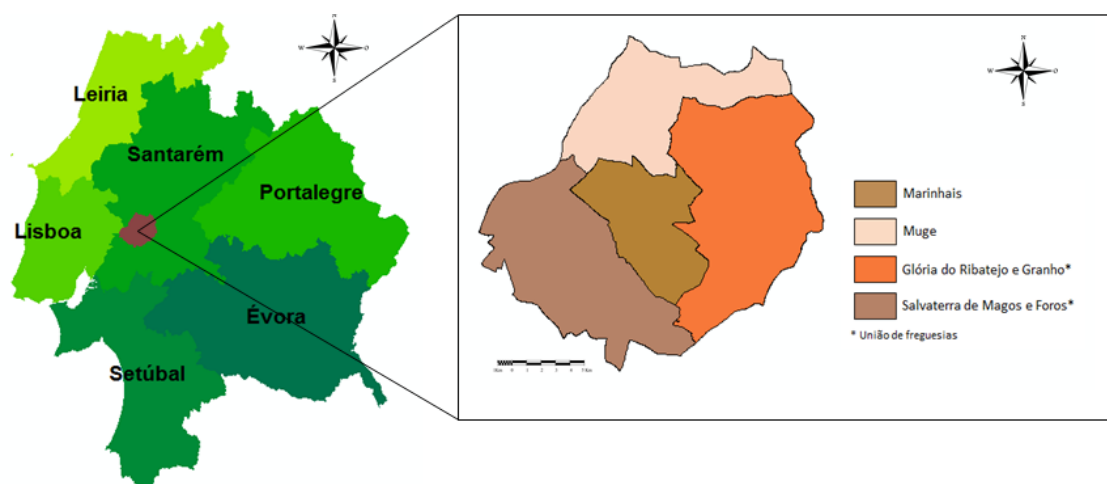 Leiria
Santarém
Portalegre
Lisboa
Évora
Setúbal
N
W
O
S
N
W
O
S
Marinhais
Muge
Glória do Ribatejo e Granho*
Salvaterra de Magos e Foros*
* União de freguesias